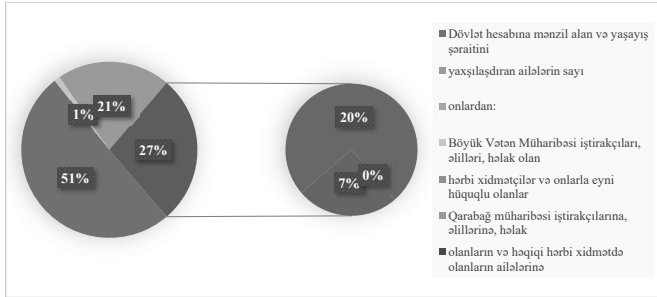 21%
1%
27%
51%
20%
7%
0%
Dövlət hesabına mənzil alan və yaşayış
şəraitini
yaxşılaşdıran ailələrin sayı
onlardan:
Böyük Vətən Müharibəsi iştirakçıları,
əlilləri, həlak olan
hərbi xidmətçilər və onlarla eyni
hüquqlu olanlar
Qarabağ müharibəsi iştirakçılarına,
əlillərinə, həlak
olanların və həqiqi hərbi xidmətdə
olanların ailələrinə